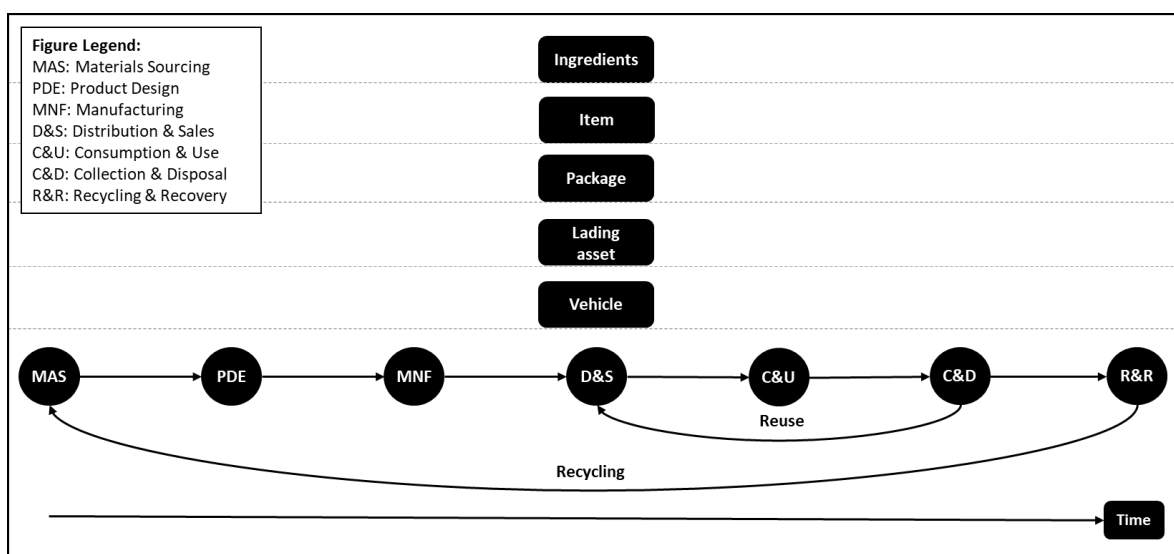 Figure Legend:
MAS: Materials Sourcing
PDE: Product Design
MNF: Manufacturing
D&S: Distribution & Sales
C&U: Consumption & Use
C&D: Collection & Disposal
R&R: Recycling & Recovery
Ingredients
Item
Package
Lading
asset
Vehicle
MAS
PDE
MNF
D&S
C&U
C&D
R&R
Reuse
Recycling
Time